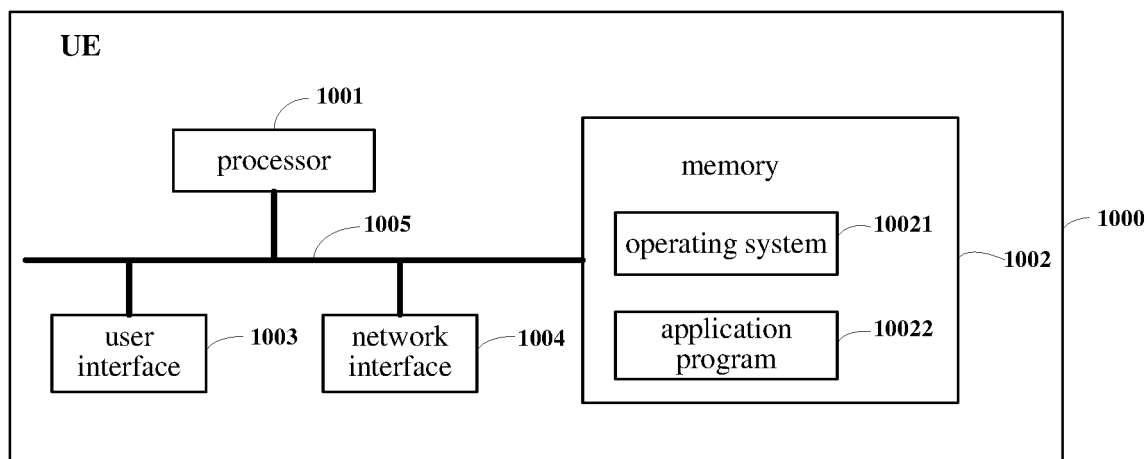 UE
1001
processor
memory
1005
operating system
10021
1000
1002
user
interface
1003
network
interface
1004
application
program
10022